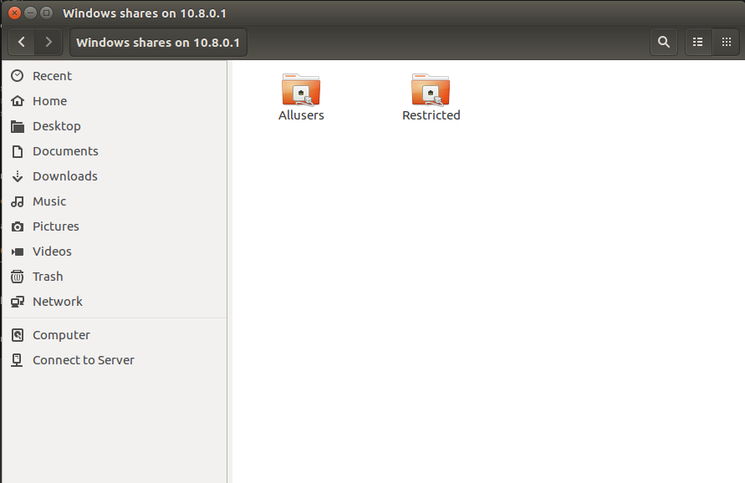 Windows shares on 10.8.0.1
Windows shares on 10.8.0.1
Recent
Home
Desktop
Documents
Downloads
Music
Pictures
Videos
Trash
Network
Computer
Connect to Server
Allusers
Restricted